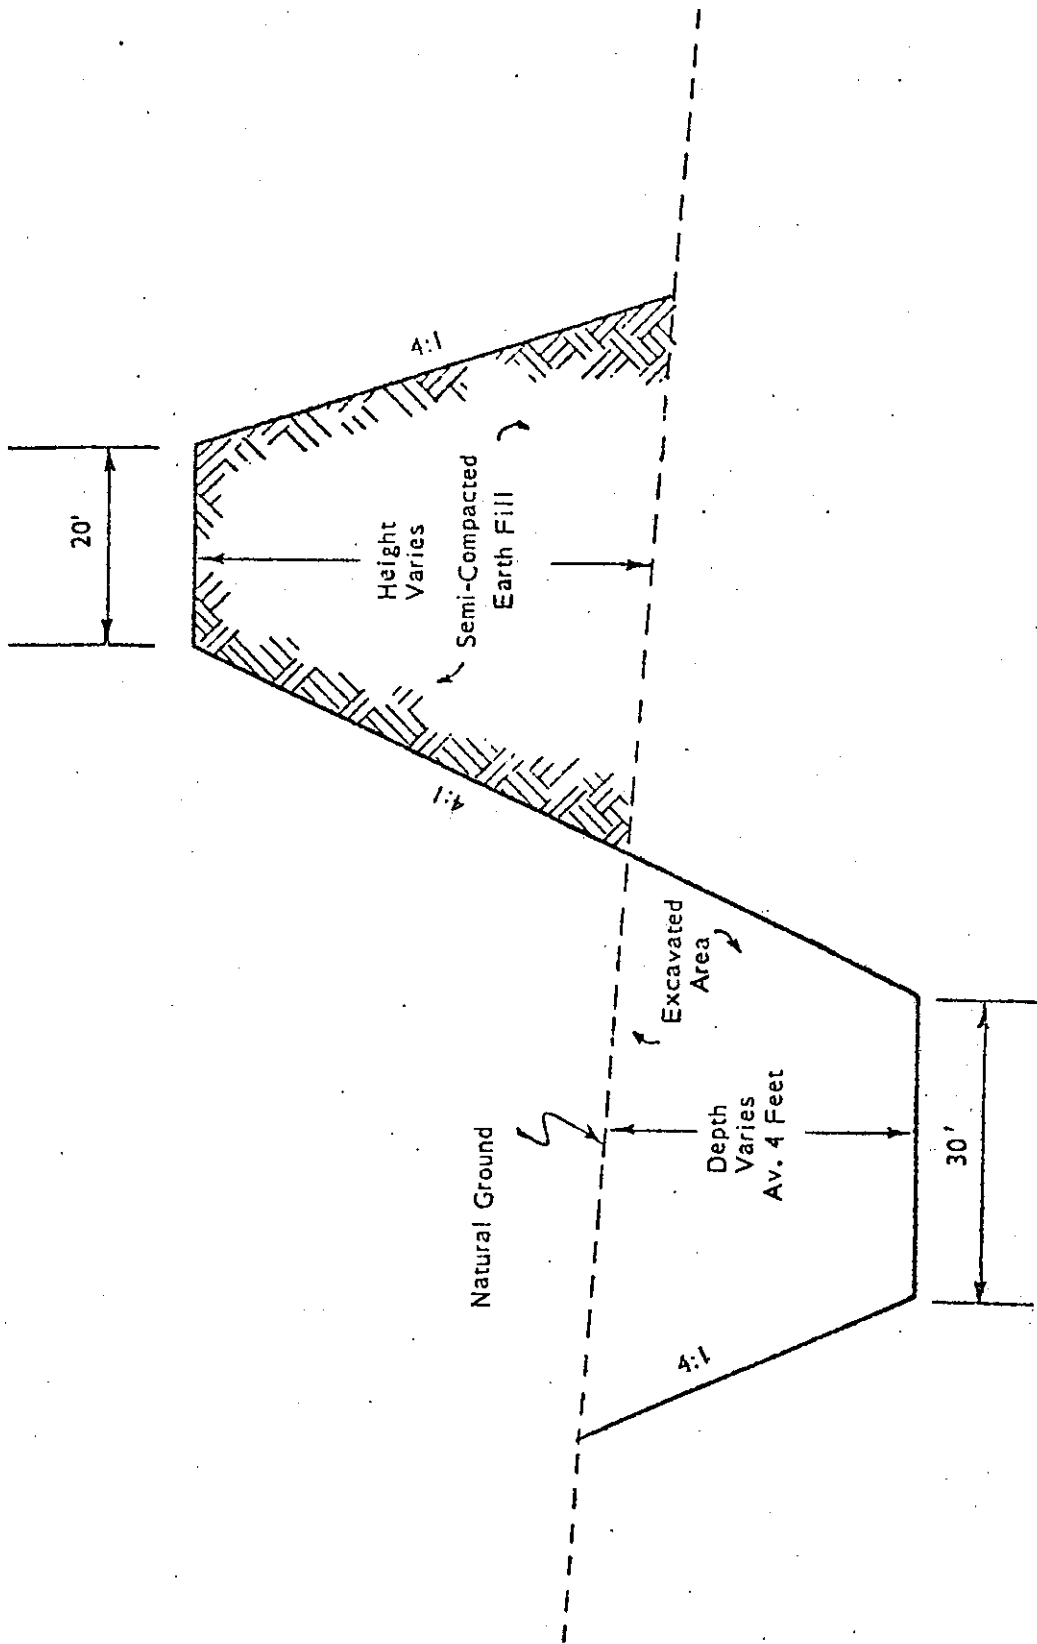 20'
4:1
Height
Varies
Semi-Compacted
Earth Fill
4:1
Natural Ground
Excavated
Area
Depth
Varies
Av. 4 Feet
4:1
30'